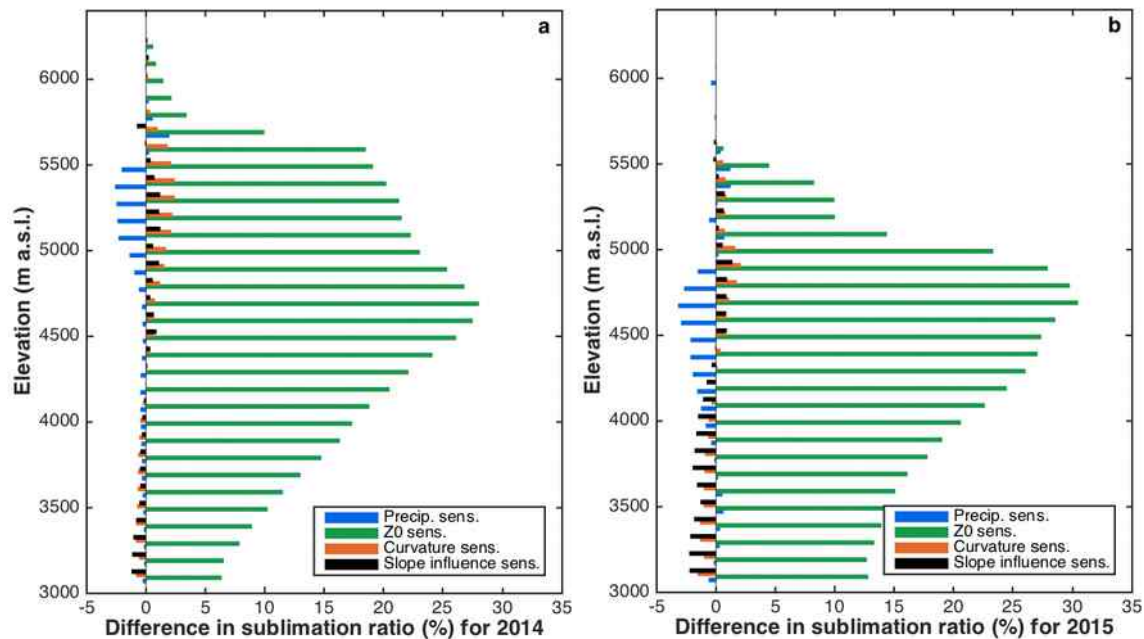 a
b
Elevation (m a.s.l.)
6000
5500
5000
4500
4000
3500
3000
Precip. sens.
Z0 sens.
Curvature sens.
Slope influence sens.
-5 0 5 10 15 20 25 30 35
Difference in sublimation ratio (%) for 2014
Elevation (m a.s.l.)
6000
5500
5000
4500
4000
3500
3000
Precip. sens.
Z0 sens.
Curvature sens.
Slope influence sens.
-5 0 5 10 15 20 25 30 35
Difference in sublimation ratio (%) for 2015